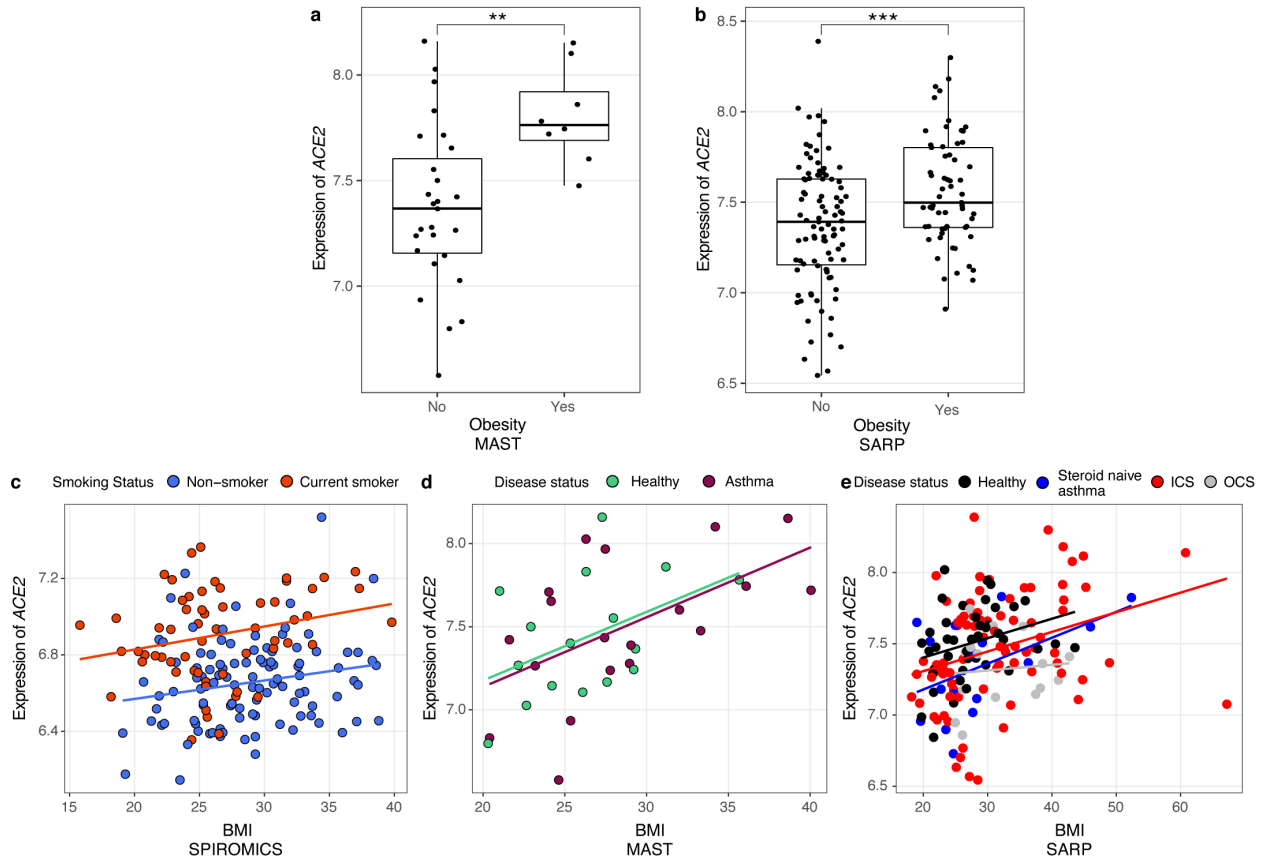 a
**
8.0
7.5
7.0
Expression of ACE2
No
Yes
Obesity
MAST
b
***
8.5
8.0
7.5
7.0
6.5
Expression of ACE2
No
Yes
Obesity
SARP
c
Smoking Status
Non−smoker
Current smoker
7.2
6.8
6.4
Expression of ACE2
15
20
25
30
35
40
BMI
SPIROMICS
d
Disease status
Healthy
Asthma
8.0
7.5
7.0
Expression of ACE2
20
25
30
35
40
BMI
MAST
e
Disease status
Healthy
Steroid naive
asthma
ICS
OCS
8.0
7.5
7.0
6.5
Expression of ACE2
20
30
40
50
60
BMI
SARP